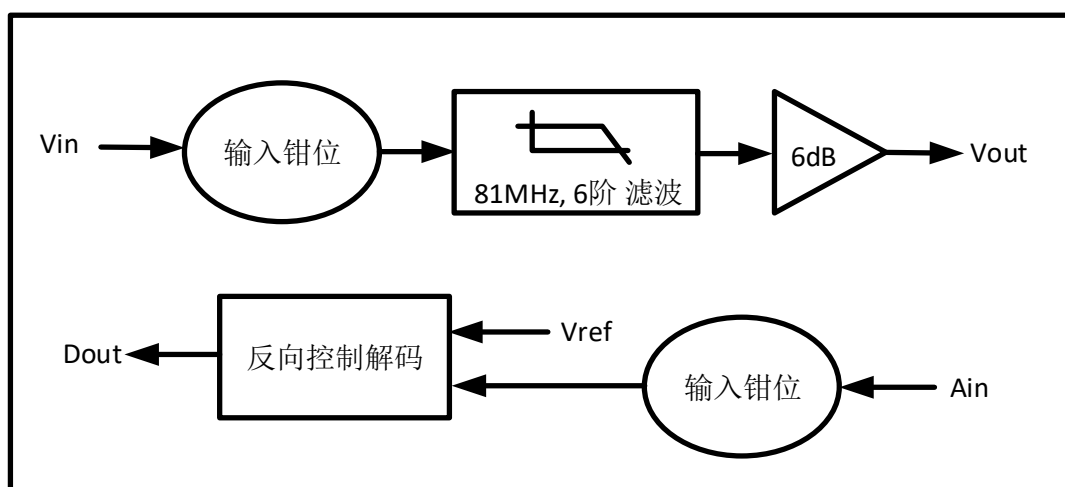 Vin
输入钳位
81MHz, 6阶 滤波
6dB
Vout
Dout
反向控制解码
Vref
输入钳位
Ain